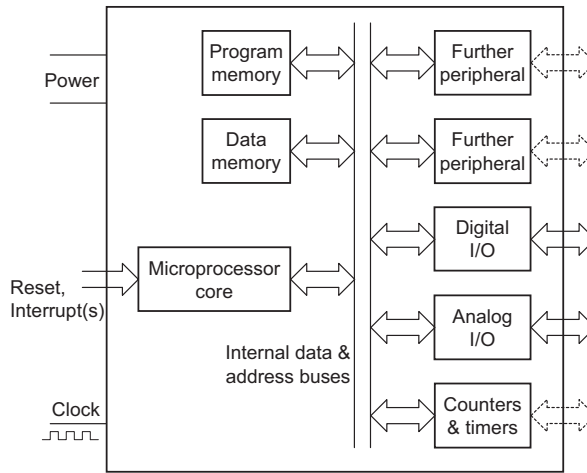 Program
memory
Further
peripheral
Power
Data
memory
Further
peripheral
Digital
I/O
Microprocessor
core
Reset,
Interrupt(s)
Analog
I/O
Internal data &
address buses
Clock
Counters
& timers